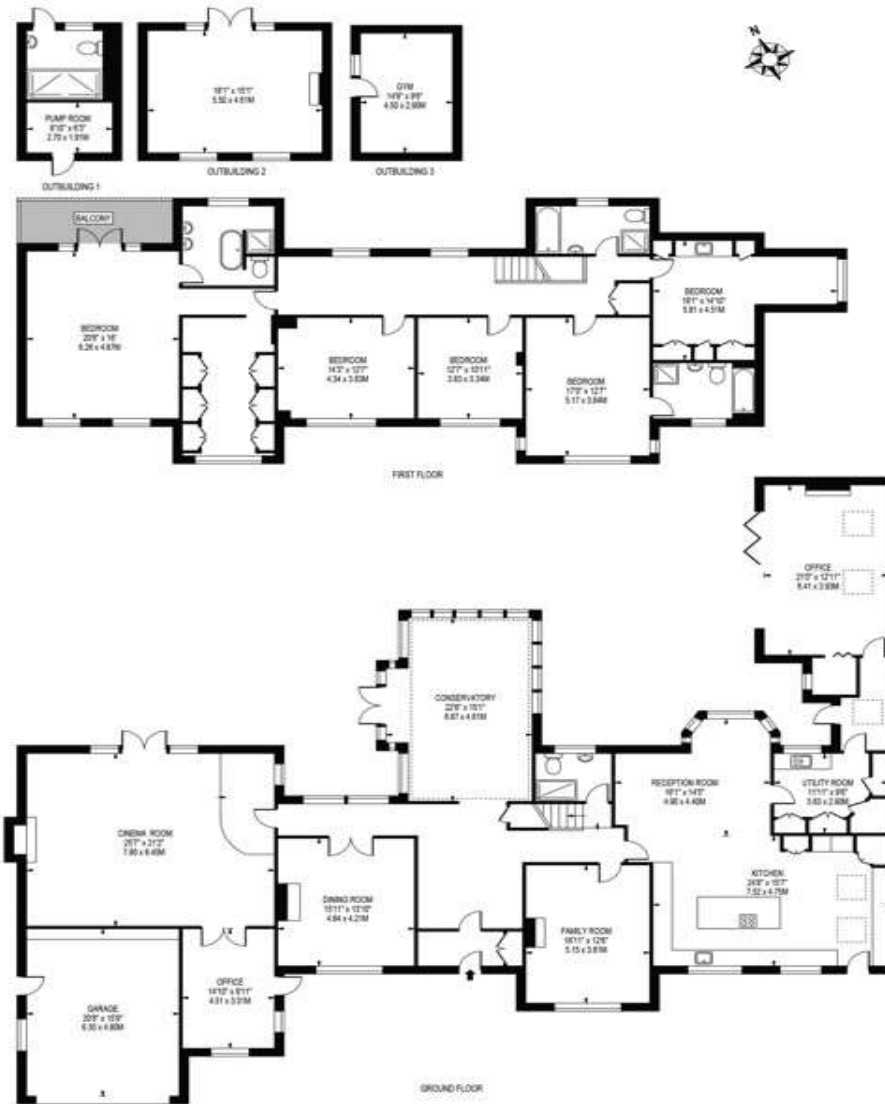 N
PUMP ROOM
8'10" x 6'3"
2.70 x 1.91M
OUTBUILDING 1
18'1" x 15'1"
5.50 x 4.61M
OUTBUILDING 2
GYM
14'9" x 9'6"
4.50 x 2.90M
OUTBUILDING 3
BALCONY
BEDROOM
20'6" x 16'
6.26 x 4.87M
BEDROOM
14'3" x 12'7"
4.34 x 3.83M
BEDROOM
12'7" x 10'11"
3.83 x 3.34M
BEDROOM
17'0" x 12'7"
5.17 x 3.84M
BEDROOM
19'1" x 14'10"
5.81 x 4.51M
FIRST FLOOR
OFFICE
21'0" x 12'11"
6.41 x 3.93M
CONSERVATORY
22'6" x 15'1"
6.87 x 4.61M
CINEMA ROOM
25'7" x 21'2"
7.80 x 6.45M
DINING ROOM
15'11" x 13'10"
4.84 x 4.21M
RECEPTION ROOM
16'1" x 14'5"
4.90 x 4.40M
UTILITY ROOM
11'11" x 9'6"
3.63 x 2.90M
KITCHEN
24'8" x 15'7"
7.52 x 4.75M
FAMILY ROOM
16'11" x 12'6"
5.15 x 3.81M
OFFICE
14'10" x 9'11"
4.51 x 3.01M
GARAGE
20'8" x 15'9"
6.30 x 4.80M
GROUND FLOOR